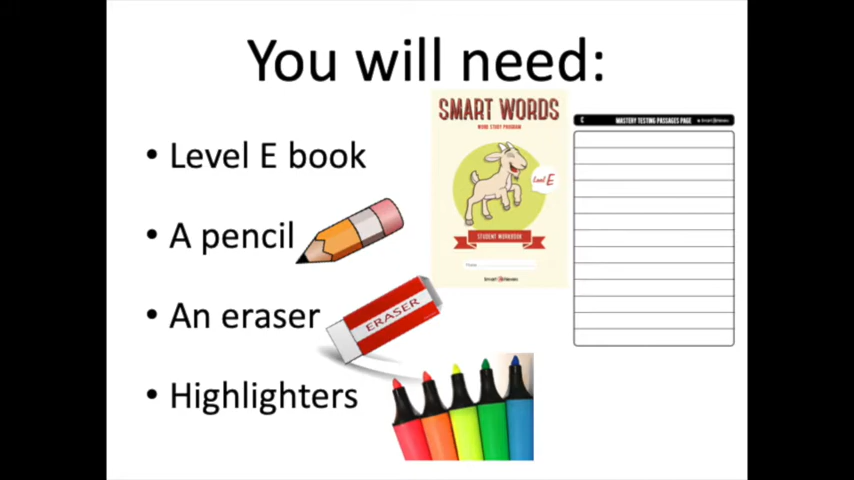 You will need:
• Level E book
• A pencil
• An eraser
• Highlighters
SMART WORDS
WORD STUDY PROGRAM
Level E
STUDENT WORKBOOK
ERASER
MASTERY TESTING PASSAGES PAGE